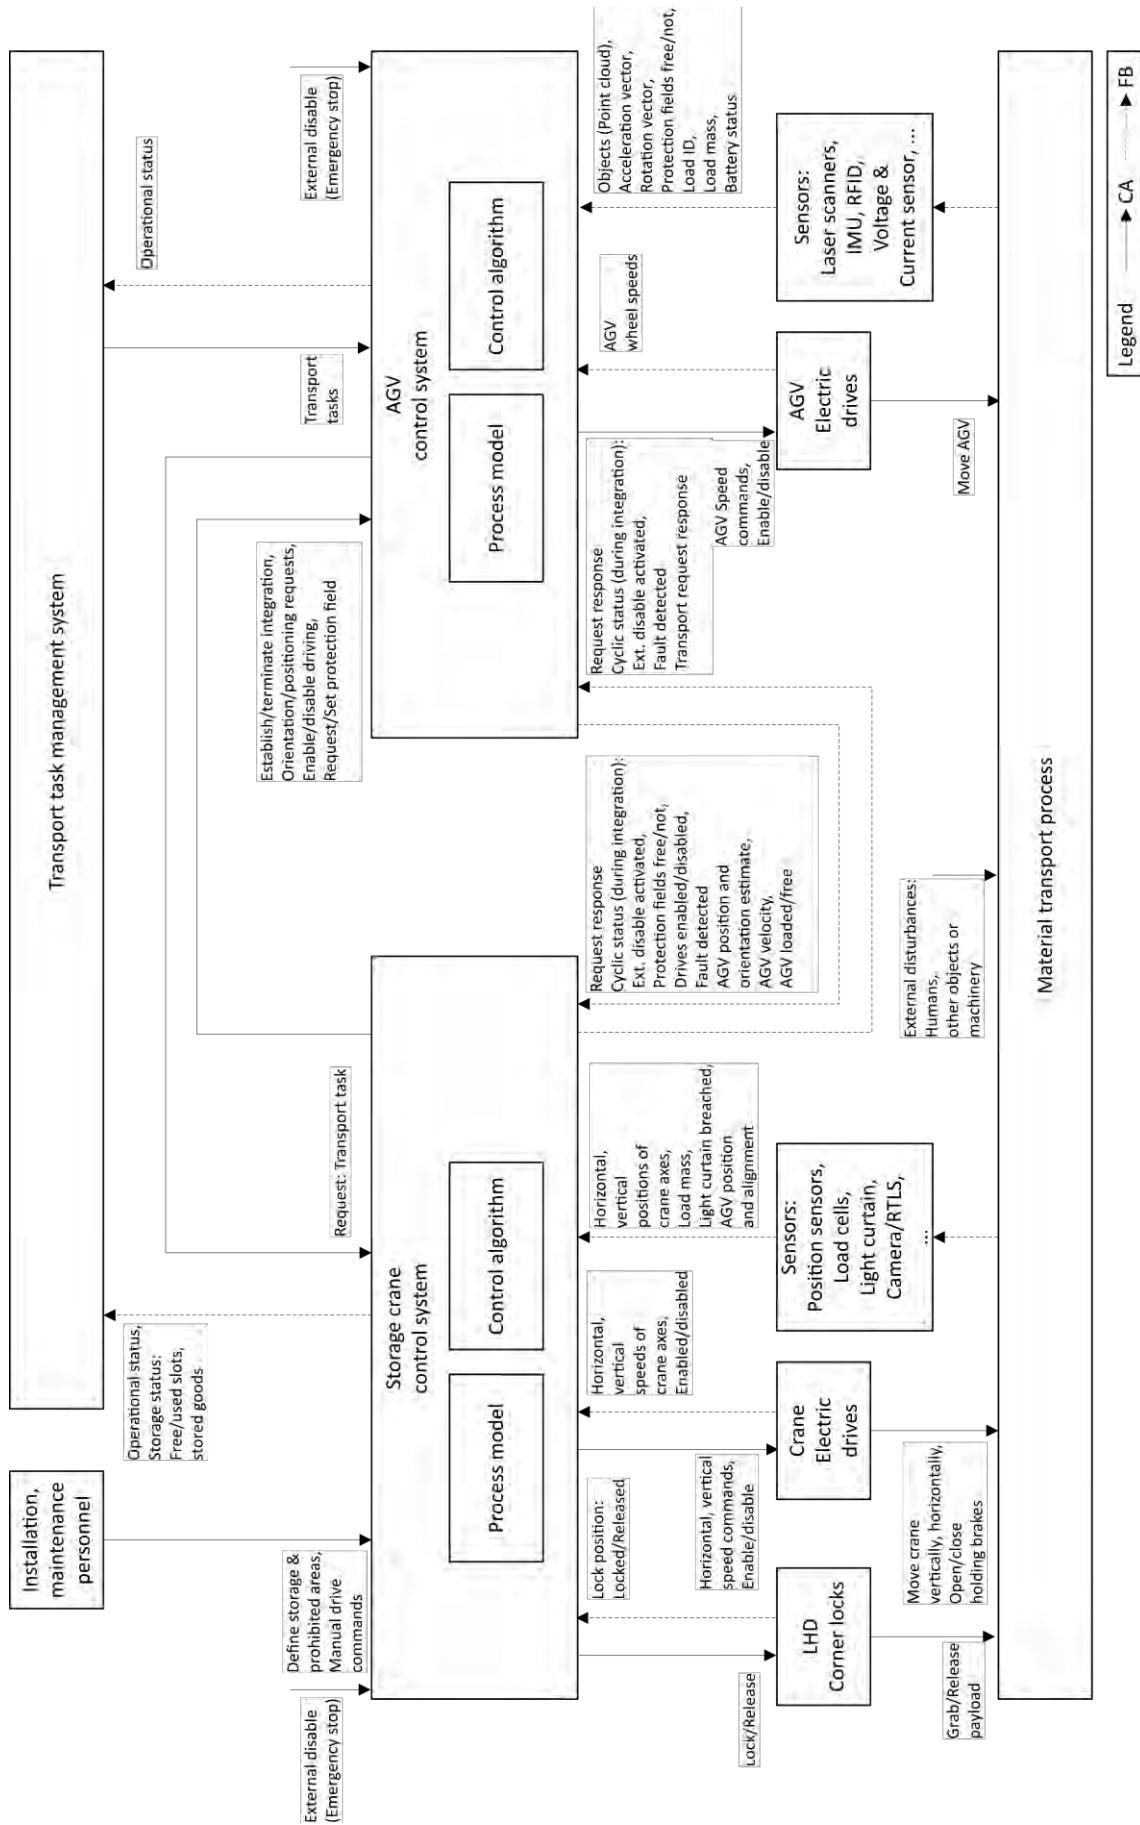 Installation,
maintenance
personnel
Transport task management system
External disable
(Emergency stop)
Define storage &
prohibited areas,
Manual drive
commands
Operational status,
Storage status:
Free/used slots,
stored goods
Request: Transport task
Establish/terminate integration,
Orientation/positioning requests,
Enable/disable driving,
Request/Set protection field
Transport
tasks
Operational status
External disable
(Emergency stop)
Storage crane
control system
Process model
Control algorithm
AGV
control system
Process model
Control algorithm
Lock/Release
Lock position:
Locked/Released
Horizontal, vertical
speed commands,
Enable/disable
Horizontal,
vertical
speeds of
crane axes,
Enabled/disabled
Horizontal,
vertical
positions of
crane axes,
Load mass,
Light curtain breached,
AGV position
and alignment
Request response
Cyclic status (during integration):
Ext. disable activated,
Protection fields free/not,
Drives enabled/disabled,
Fault detected
AGV position and
orientation estimate,
AGV velocity,
AGV loaded/free
Request response
Cyclic status (during integration):
Ext. disable activated,
Fault detected
Transport request response
AGV Speed
commands,
Enable/disable
AGV
wheel speeds
Objects (Point cloud),
Acceleration vector,
Rotation vector,
Protection fields free/not,
Load ID,
Load mass,
Battery status
LHD
Corner locks
Crane
Electric
drives
Sensors:
Position sensors,
Load cells,
Light curtain,
Camera/RTLS,
...
AGV
Electric
drives
Sensors:
Laser scanners,
IMU, RFID,
Voltage &
Current sensor, ...
Grab/Release
payload
Move crane
vertically, horizontally,
Open/close
holding brakes
External disturbances:
Humans,
other objects or
machinery
Move AGV
Material transport process
Legend
CA
FB